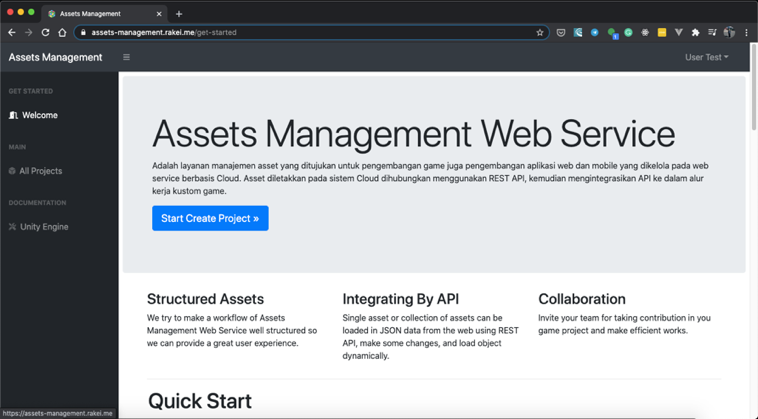 Assets Management
assets-management.rakei.me/get-started
1
Assets Management
User Test
GET STARTED
Welcome
MAIN
All Projects
DOCUMENTATION
Unity Engine
Assets Management Web Service
Adalah layanan manajemen asset yang ditujukan untuk pengembangan game juga pengembangan aplikasi web dan mobile yang dikelola pada web
service berbasis Cloud. Asset diletakkan pada sistem Cloud dihubungkan menggunakan REST API, kemudian mengintegrasikan API ke dalam alur
kerja kustom game.
Start Create Project »
Structured Assets
We try to make a workflow of Assets
Management Web Service well structured so
we can provide a great user experience.
Integrating By API
Single asset or collection of assets can be
loaded in JSON data from the web using REST
API, make some changes, and load object
dynamically.
Collaboration
Invite your team for taking contribution in you
game project and make efficient works.
Quick Start
https://assets-management.rakei.me